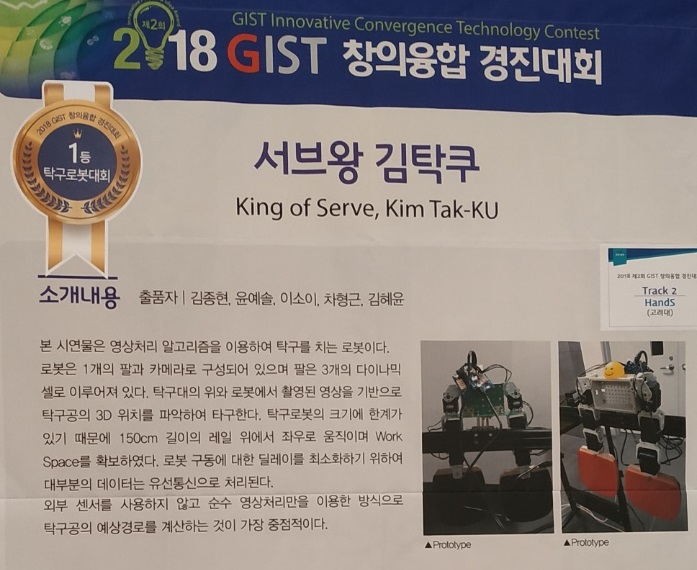 GIST Innovative Convergence Technology Contest
제2회
2018 GIST 창의융합 경진대회
2018 GIST 창의융합 경진대회
1등
탁구로봇대회
서브왕 김탁쿠
King of Serve, Kim Tak-KU
소개내용 출품자 | 김종현, 윤예솔, 이소이, 차형근, 김혜윤
2018 제2회 GIST 창의융합 경진대
Track 2
HandS
(고려대)
본 시연물은 영상처리 알고리즘을 이용하여 탁구를 치는 로봇이다.
로봇은 1개의 팔과 카메라로 구성되어 있으며 팔은 3개의 다이나믹
셀로 이루어져 있다. 탁구대의 위와 로봇에서 촬영된 영상을 기반으로
탁구공의 3D 위치를 파악하여 타구한다. 탁구로봇의 크기에 한계가
있기 때문에 150cm 길이의 레일 위에서 좌우로 움직이며 Work
Space를 확보하였다. 로봇 구동에 대한 딜레이를 최소화하기 위하여
대부분의 데이터는 유선통신으로 처리된다.
외부 센서를 사용하지 않고 순수 영상처리만을 이용한 방식으로
탁구공의 예상경로를 계산하는 것이 가장 중점적이다.
▲Prototype
▲Prototype